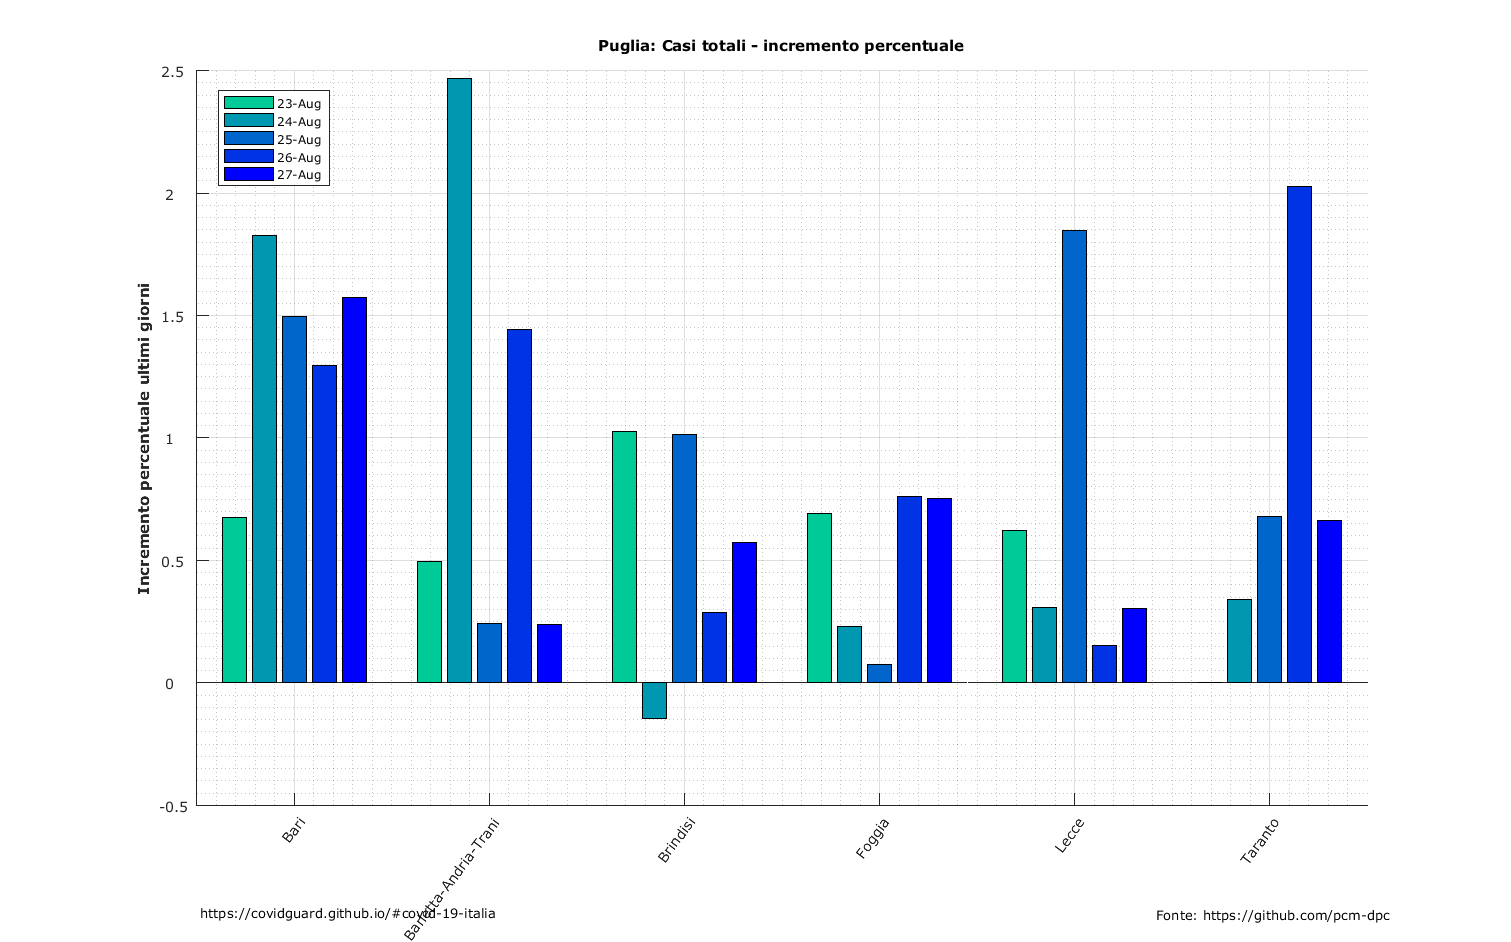 Puglia: Casi totali - incremento percentuale
Incremento percentuale ultimi giorni
2.5
2
1.5
1
0.5
0
-0.5
23-Aug
24-Aug
25-Aug
26-Aug
27-Aug
Bari
Barletta-Andria-Trani
Brindisi
Foggia
Lecce
Taranto
https://covidguard.github.io/#covid-19-italia
Fonte: https://github.com/pcm-dpc